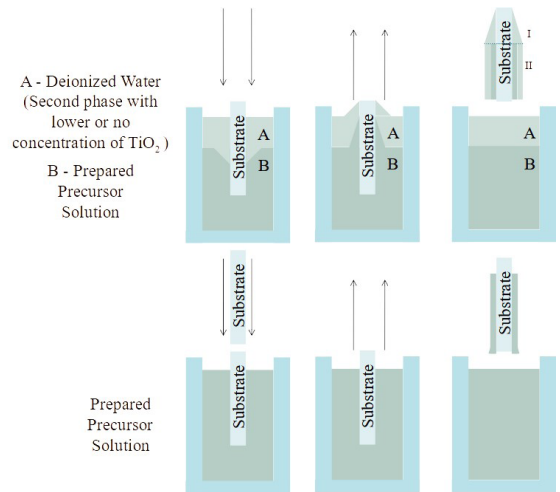 A - Deionized Water
(Second phase with
lower or no
concentration of TiO₂ )
B - Prepared
Precursor
Solution
Substrate
A
B
Substrate
A
B
Substrate
I
II
A
B
Prepared
Precursor
Solution
Substrate
Substrate
Substrate
Substrate